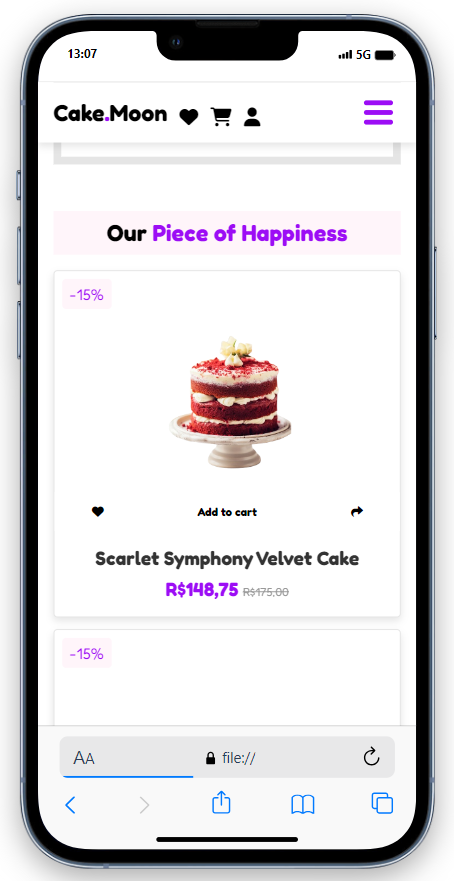 13:07
5G
Cake.Moon
Our Piece of Happiness
-15%
Add to cart
Scarlet Symphony Velvet Cake
R$148,75 R$175,00
-15%
AA
file://